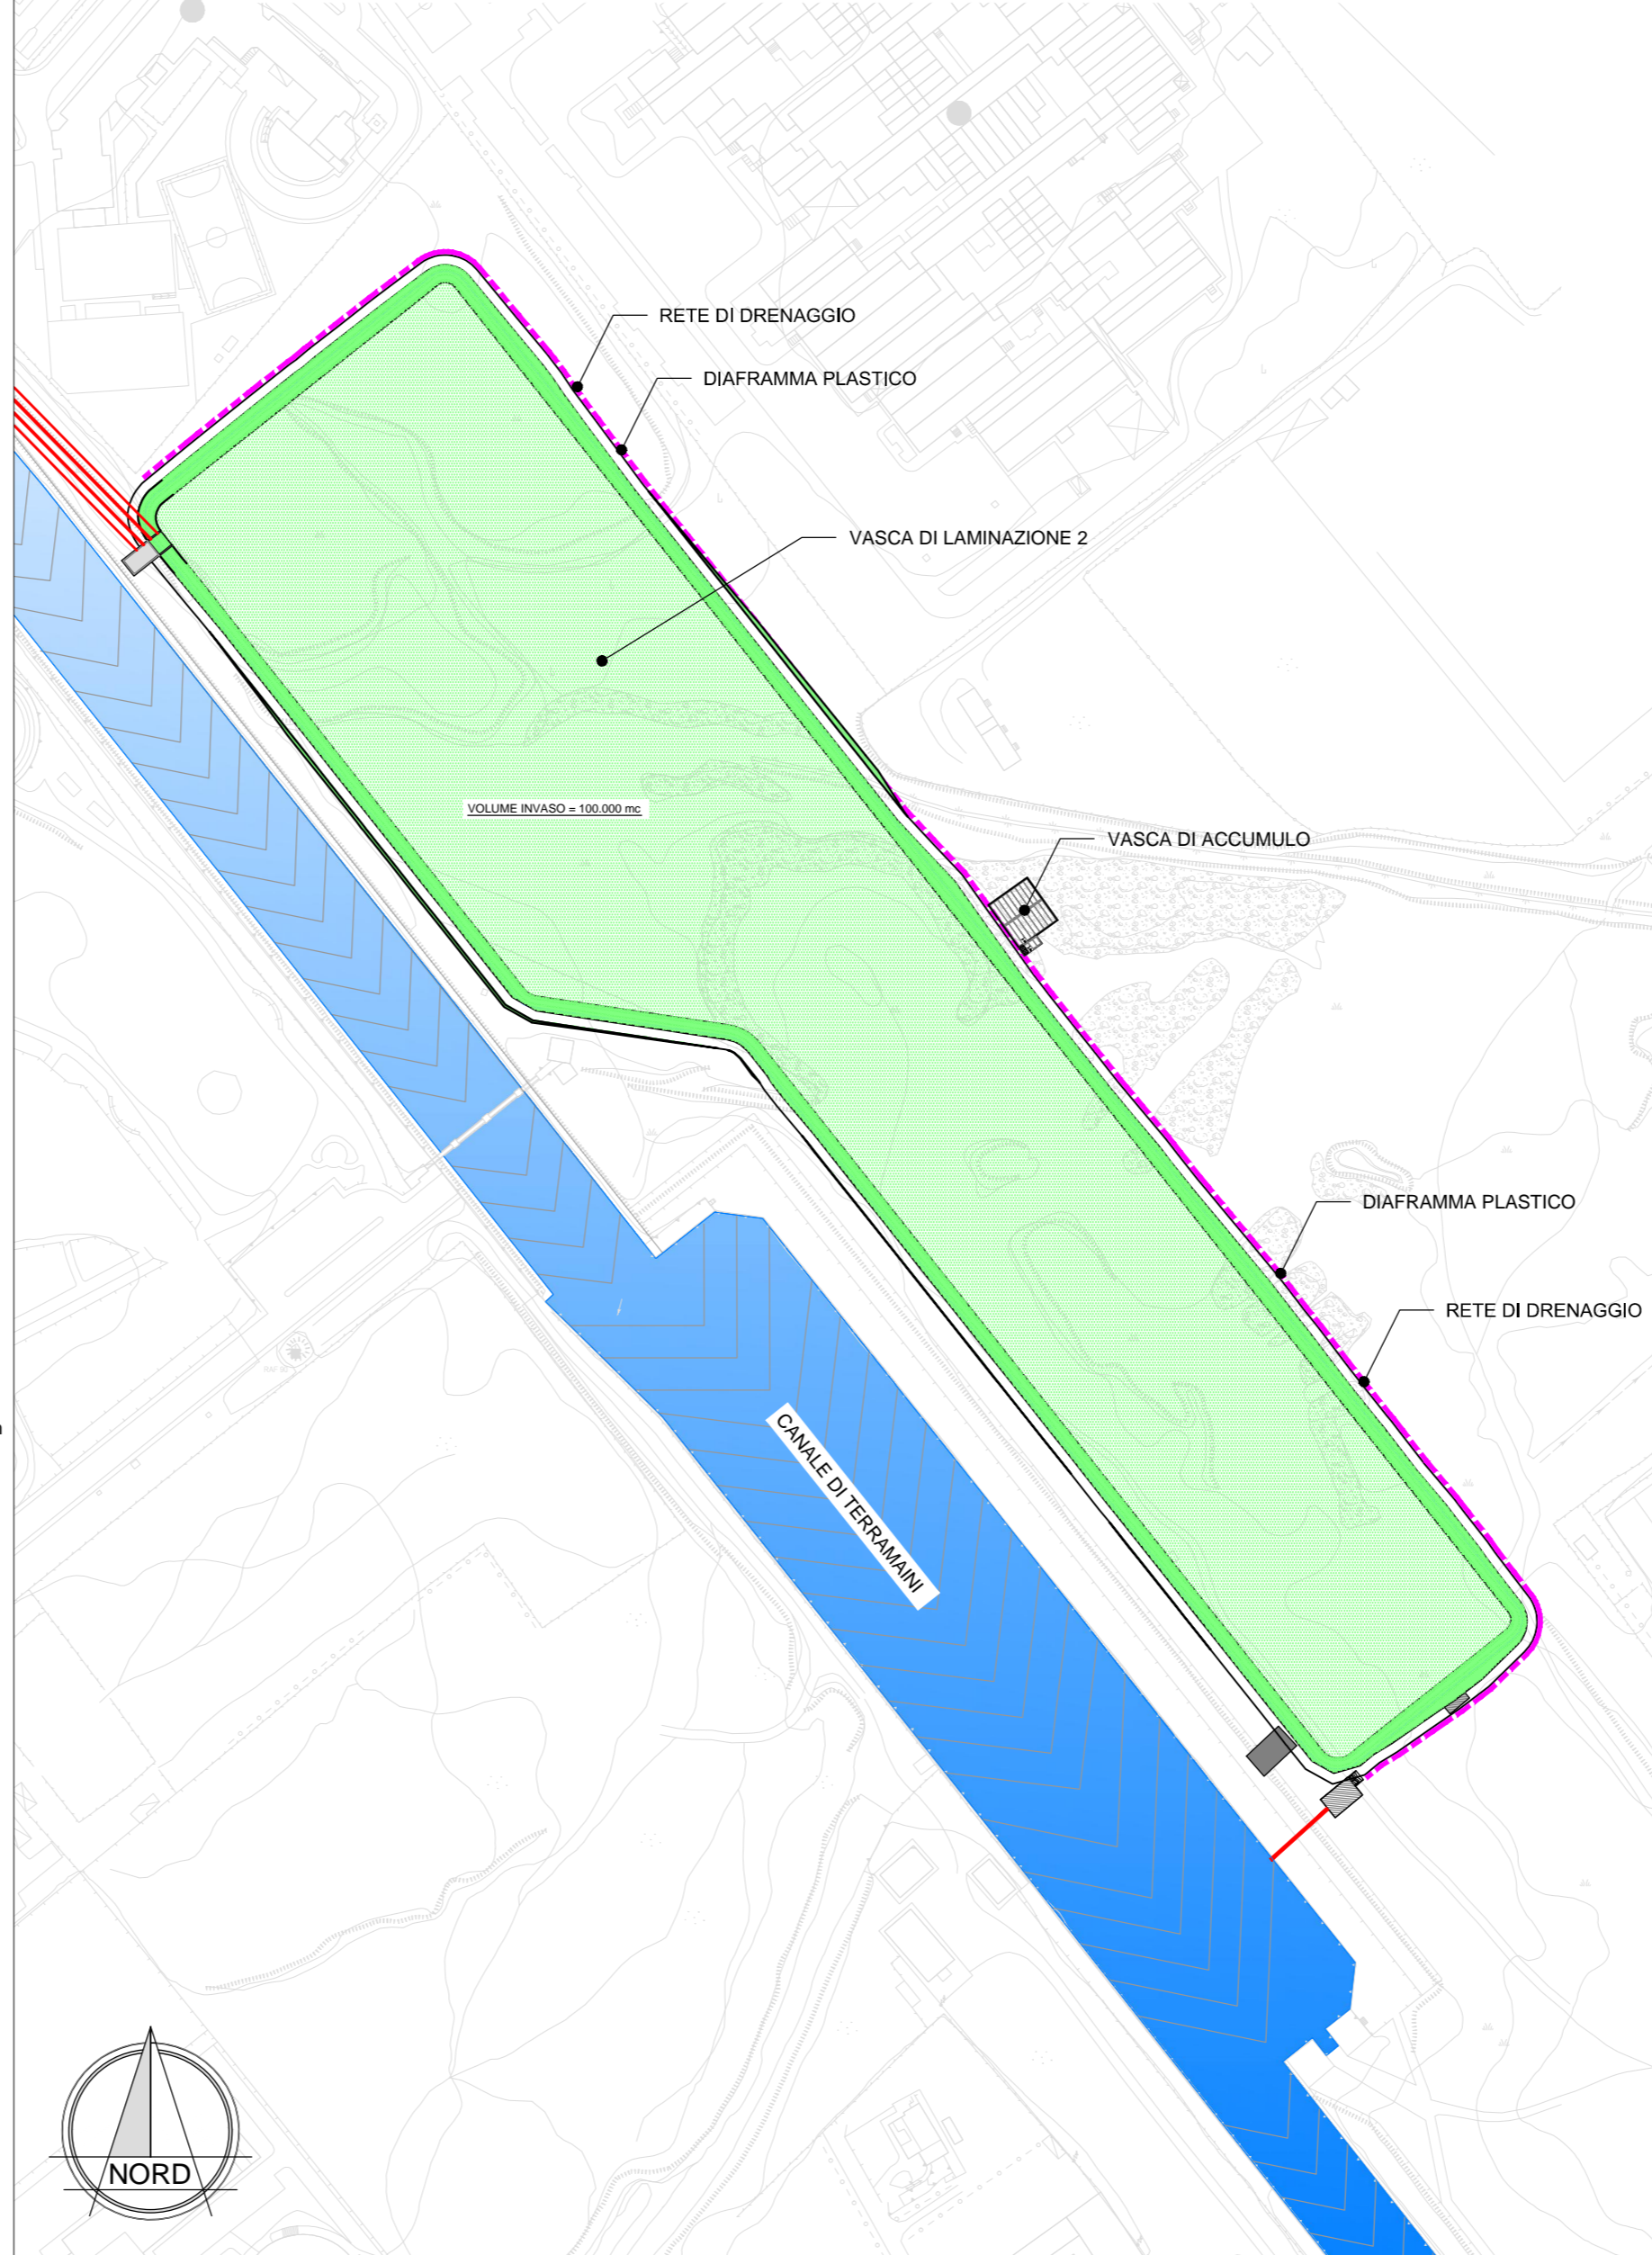 RETE DI DRENAGGIO
DIAFRAMMA PLASTICO
VASCA DI LAMINAZIONE 2
VOLUME INVASO = 100.000 mc
VASCA DI ACCUMULO
DIAFRAMMA PLASTICO
RETE DI DRENAGGIO
CANALE DI TERRAMAINI
NORD